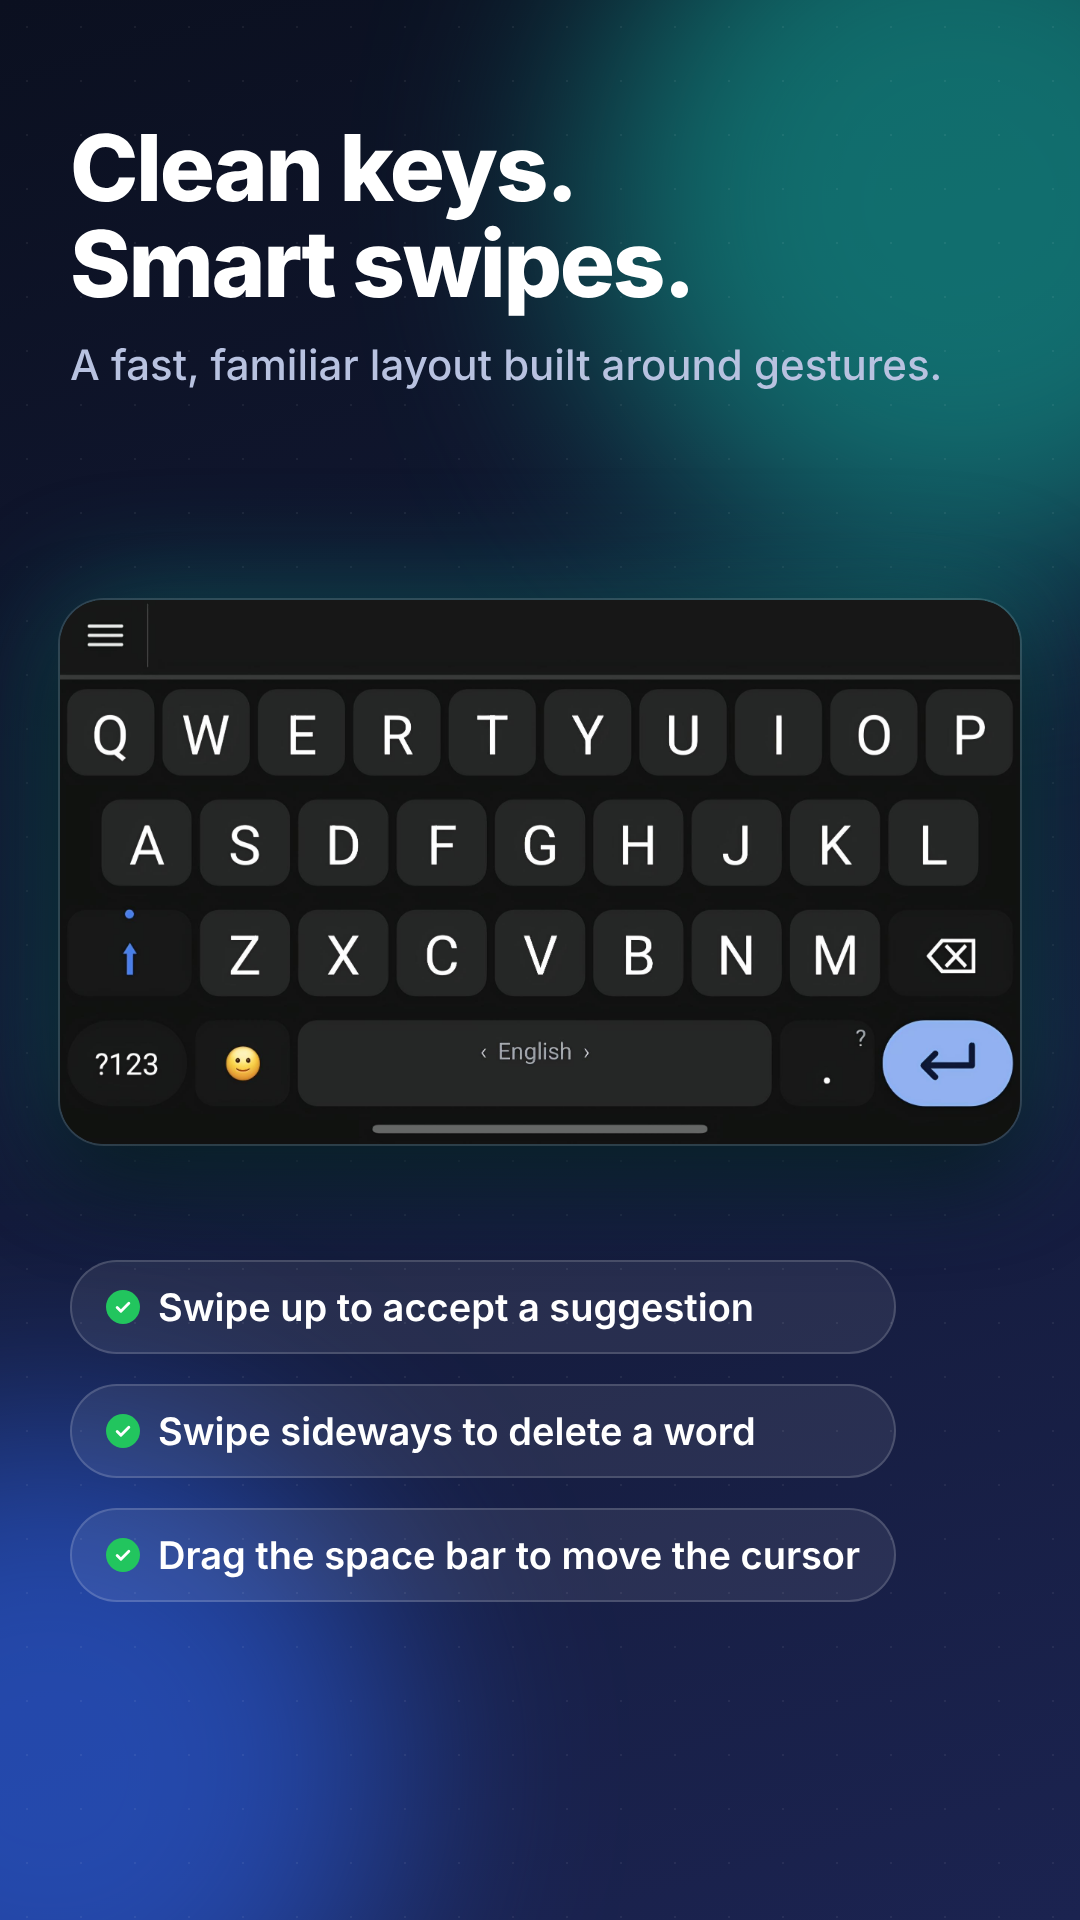 Clean keys.
Smart swipes.
A fast, familiar layout built around gestures.
Q W E R T Y U I O P
A S D F G H J K L
Z X C V B N M
?123 ‹ English › . ?
Swipe up to accept a suggestion
Swipe sideways to delete a word
Drag the space bar to move the cursor